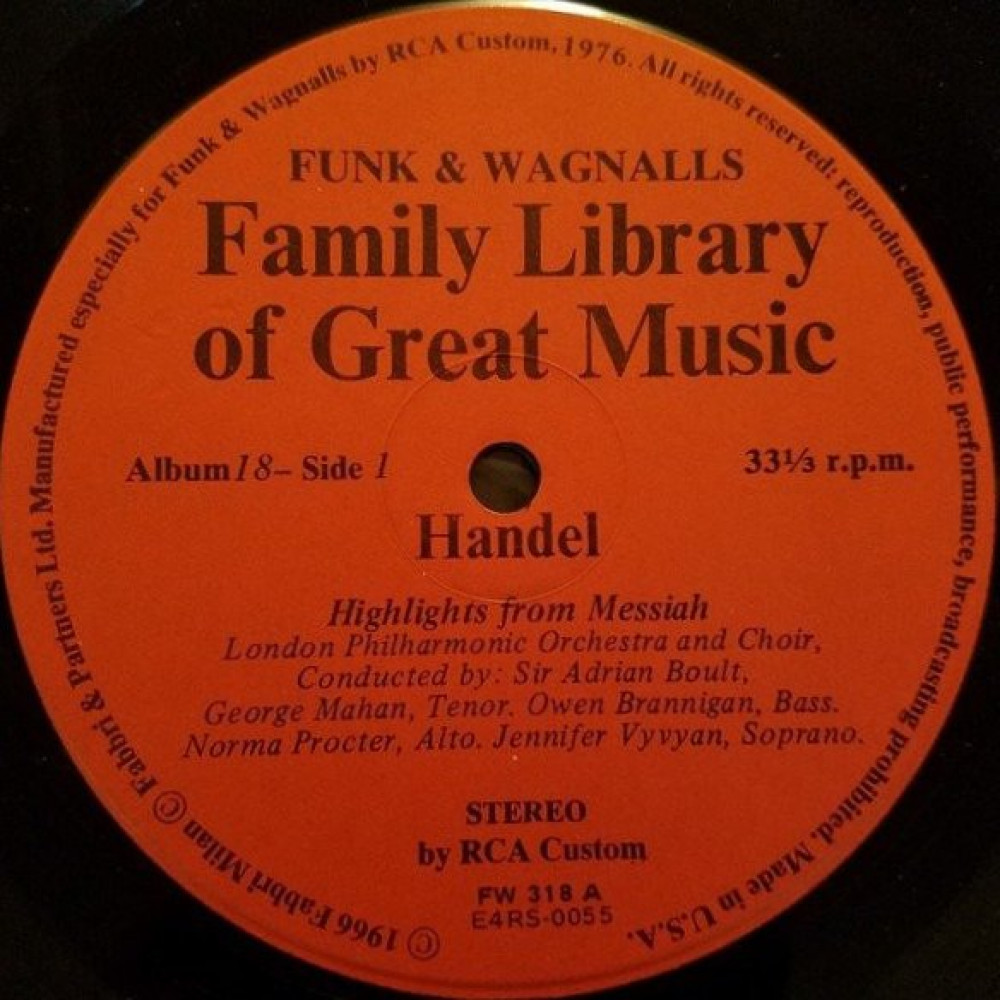 FUNK & WAGNALLS
Family Library
of Great Music
Album 18 – Side 1
33⅓ r.p.m.
Handel
Highlights from Messiah
London Philharmonic Orchestra and Choir,
Conducted by: Sir Adrian Boult,
George Mahan, Tenor. Owen Brannigan, Bass.
Norma Procter, Alto. Jennifer Vyvyan, Soprano.
STEREO
by RCA Custom
FW 318 A
E4RS-0055
© 1966 Fabbri Milan © Fabbri & Partners Ltd. Manufactured especially for Funk & Wagnalls by RCA Custom, 1976. All rights reserved: reproduction, public performance, broadcasting prohibited. Made in U.S.A.